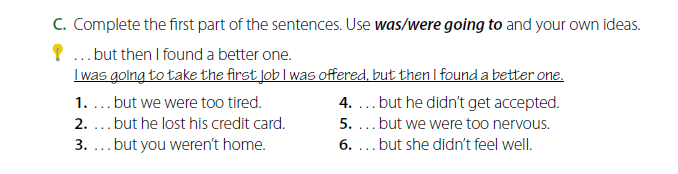 C. Complete the first part of the sentences. Use was/were going to and your own ideas.
...but then I found a better one.
I was going to take the first job I was offered, but then I found a better one.
1. ...but we were too tired.
2. ...but he lost his credit card.
3. ...but you weren't home.
4. ...but he didn't get accepted.
5. ...but we were too nervous.
6. ...but she didn't feel well.